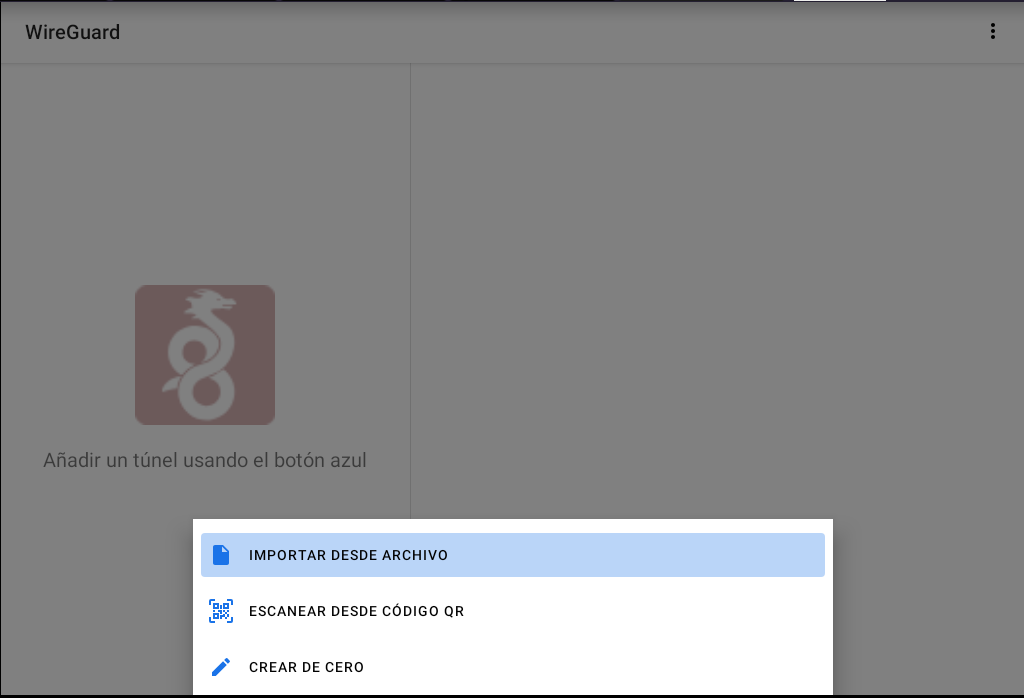 WireGuard
Añadir un túnel usando el botón azul
IMPORTAR DESDE ARCHIVO
ESCANEAR DESDE CÓDIGO QR
CREAR DE CERO